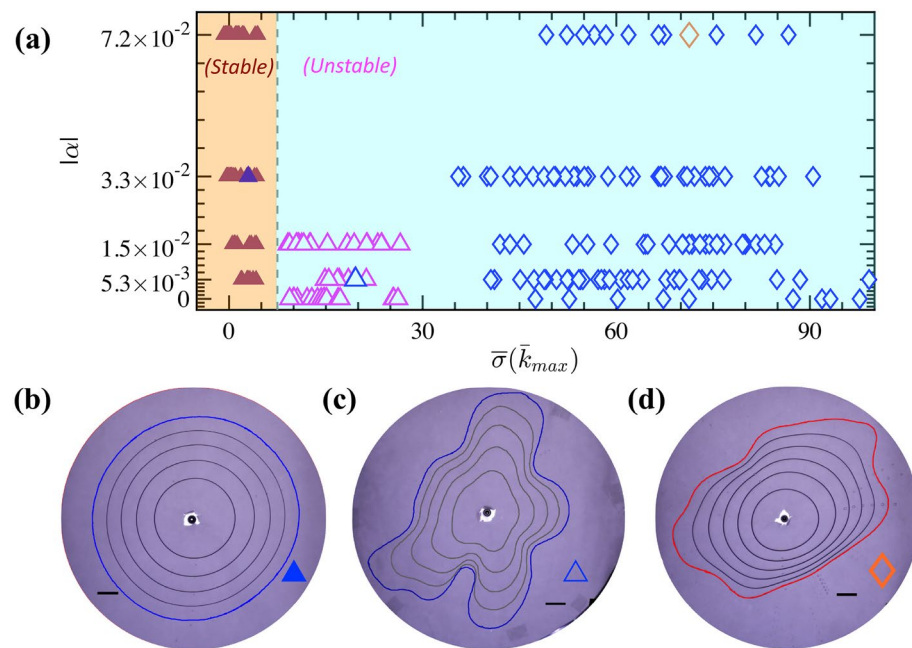 (a)
|α|
7.2 × 10⁻²
3.3 × 10⁻²
1.5 × 10⁻²
5.3 × 10⁻³
0
(Stable)
(Unstable)
0 30 60 90
σ̅(k̄ₘₐₓ)
(b) (c) (d)